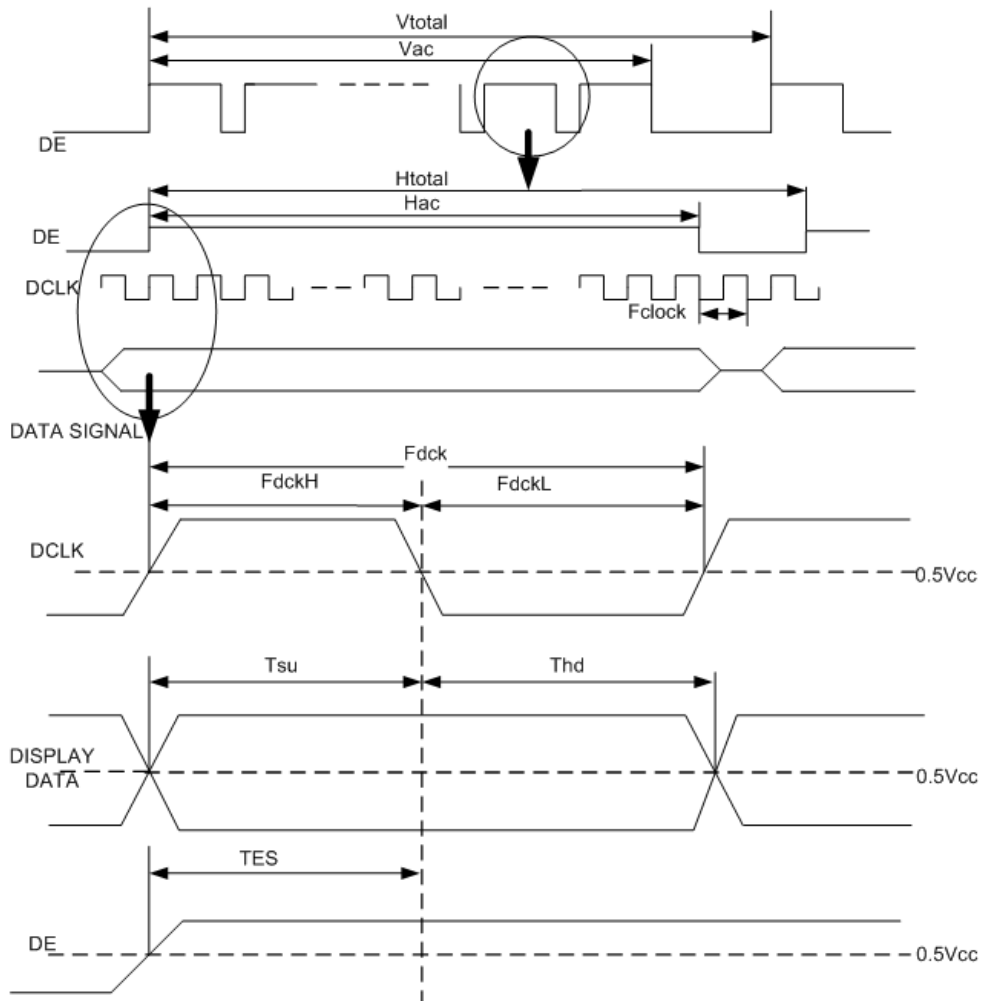 Vtotal
Vac
DE
Htotal
Hac
DE
DCLK
Fclock
DATA SIGNAL
Fdck
FdckH
FdckL
DCLK
0.5Vcc
Tsu
Thd
DISPLAY
DATA
0.5Vcc
TES
DE
0.5Vcc